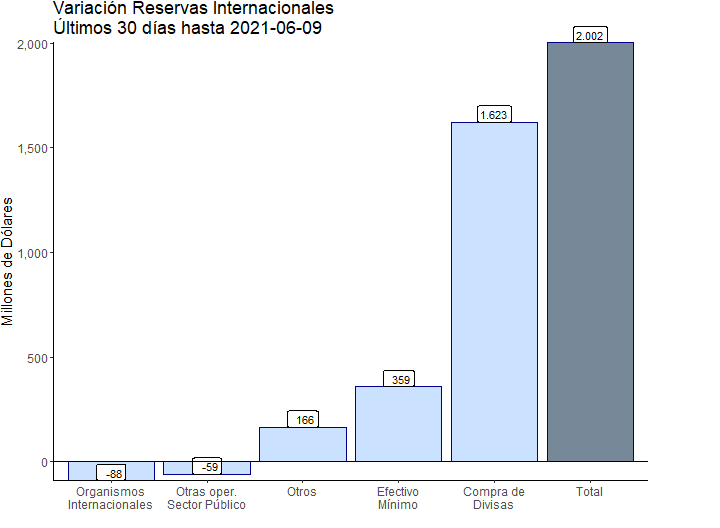 Variación Reservas Internacionales
Últimos 30 días hasta 2021-06-09
Millones de Dólares
2,000
1,500
1,000
500
0
-88
-59
166
359
1.623
2.002
Organismos
Internacionales
Otras oper.
Sector Público
Otros
Efectivo
Mínimo
Compra de
Divisas
Total